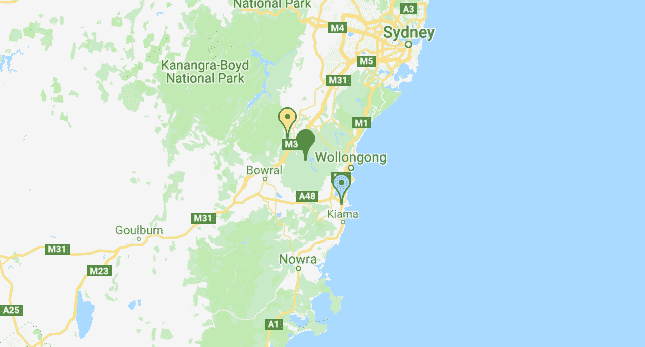 National Park
A3
M4
Sydney
M5
Kanangra-Boyd
National Park
M31
M1
M3
Wollongong
Bowral
A48
Kiama
M31
Goulburn
M31
M23
Nowra
A25
A1